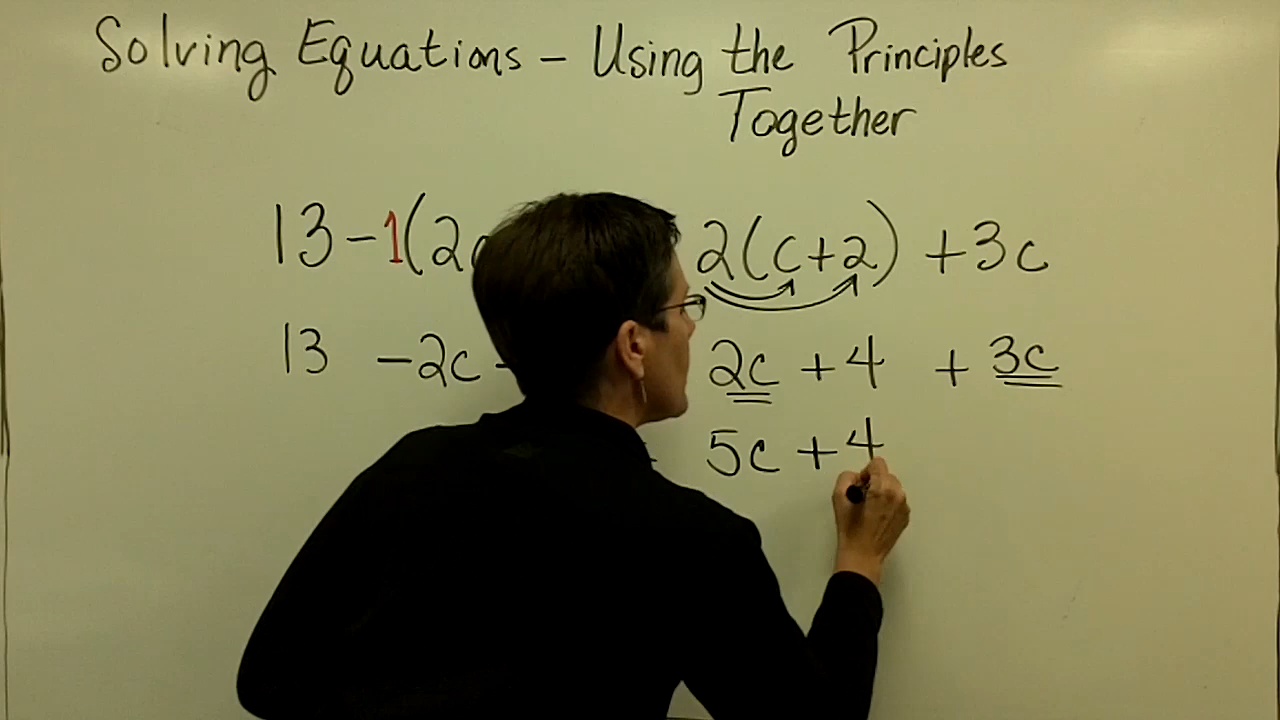 Solving Equations – Using the Principles
Together
13 - 1(2c 2(c+2) + 3c
13 - 2c - 2c + 4 + 3c
5c + 4